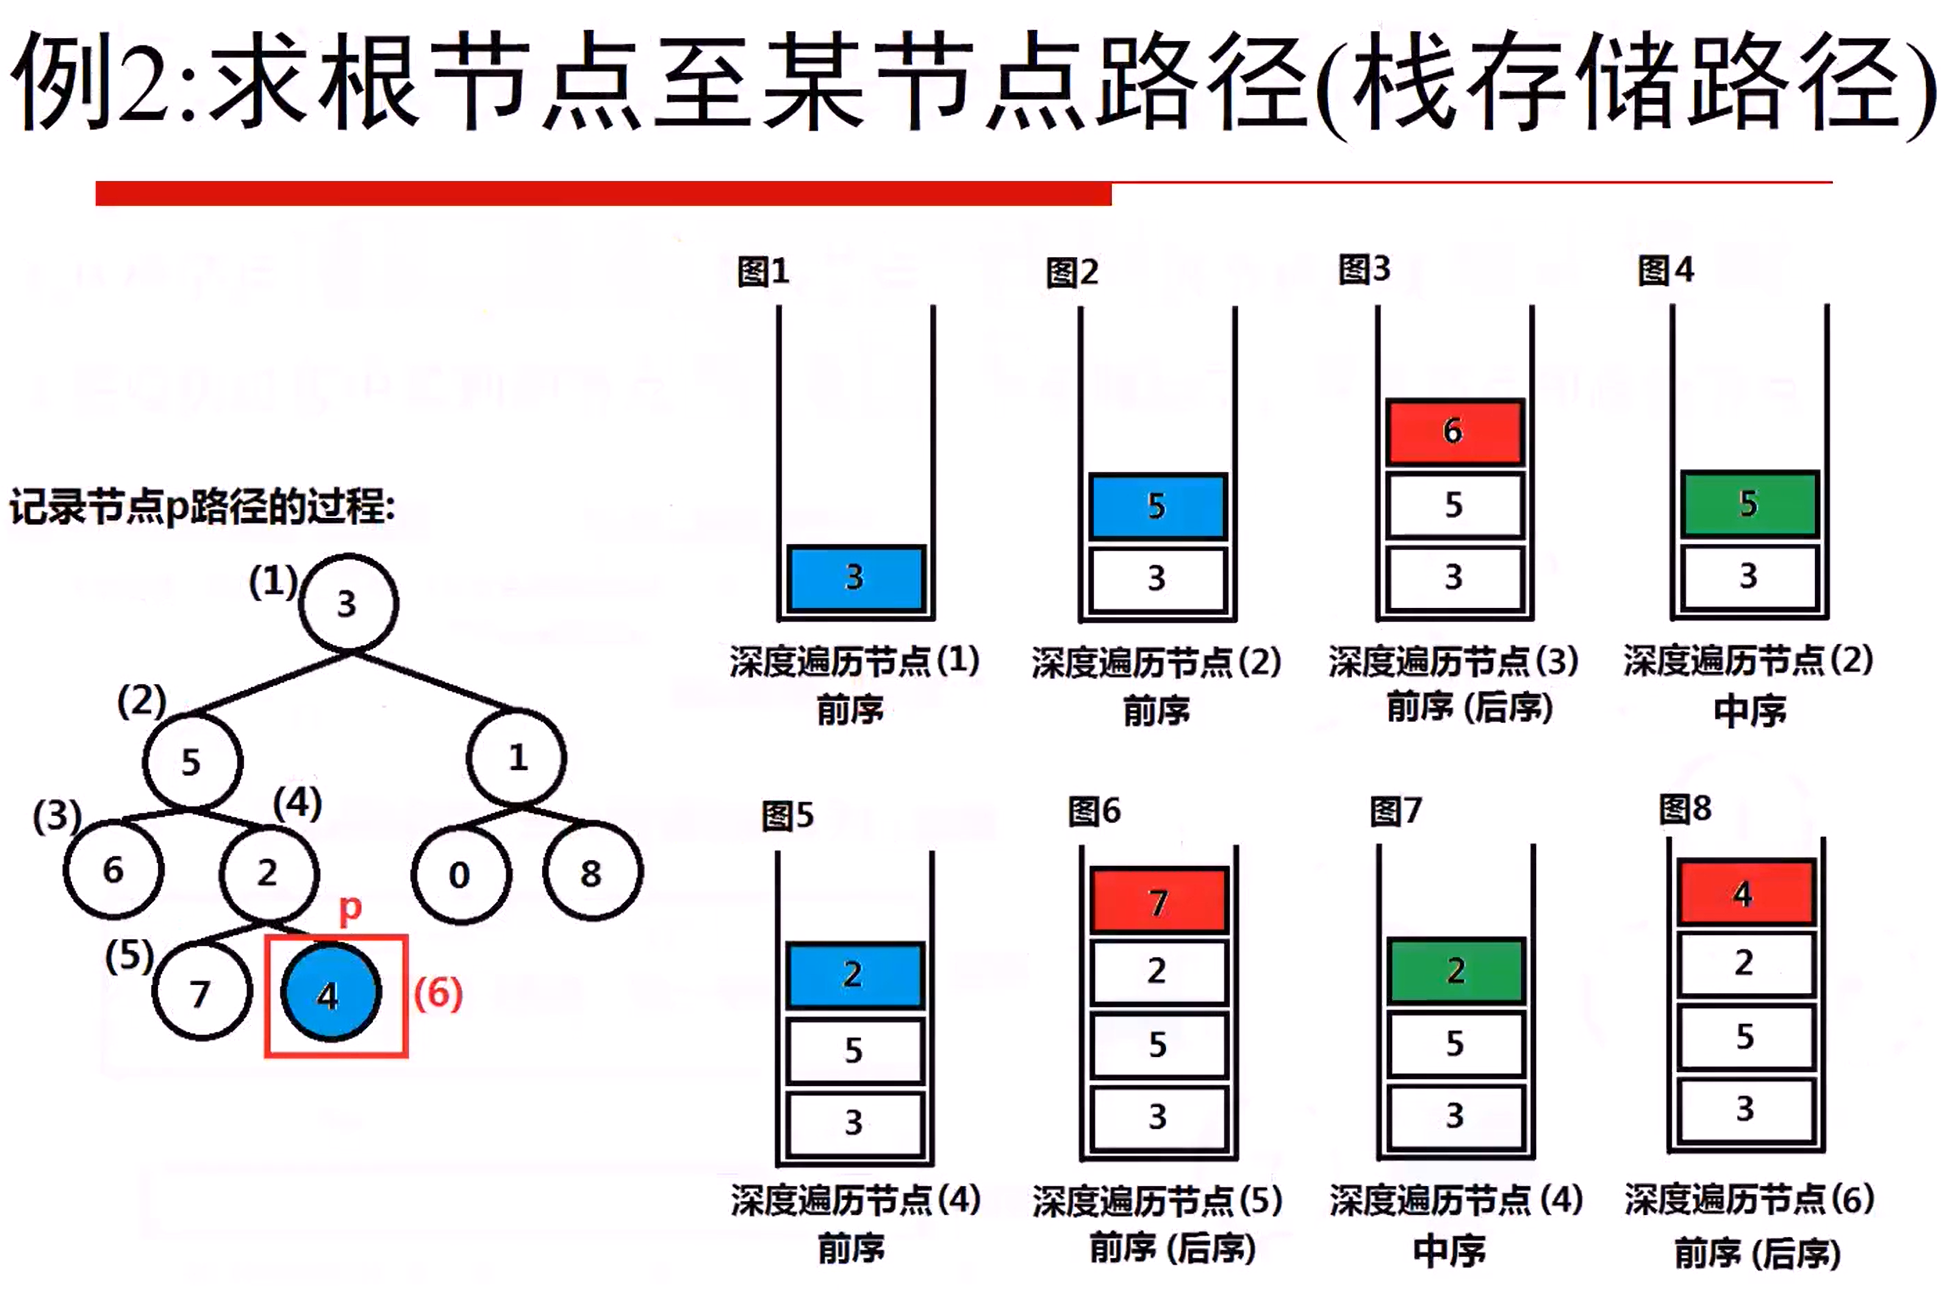 例2:求根节点至某节点路径(栈存储路径)
记录节点p路径的过程:
(1)
3
(2)
5
1
(3)
(4)
6
2
0
8
p
(5)
7
4
(6)
图1
3
深度遍历节点(1)
前序
图2
5
3
深度遍历节点(2)
前序
图3
6
5
3
深度遍历节点(3)
前序 (后序)
图4
5
3
深度遍历节点(2)
中序
图5
2
5
3
深度遍历节点(4)
前序
图6
7
2
5
3
深度遍历节点(5)
前序 (后序)
图7
2
5
3
深度遍历节点(4)
中序
图8
4
2
5
3
深度遍历节点(6)
前序 (后序)